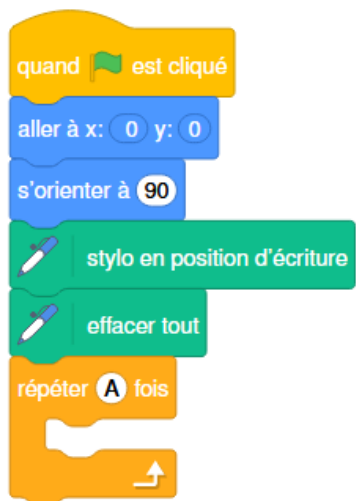 quand est cliqué
aller à x: 0 y: 0
s'orienter à 90
stylo en position d'écriture
effacer tout
répéter A fois